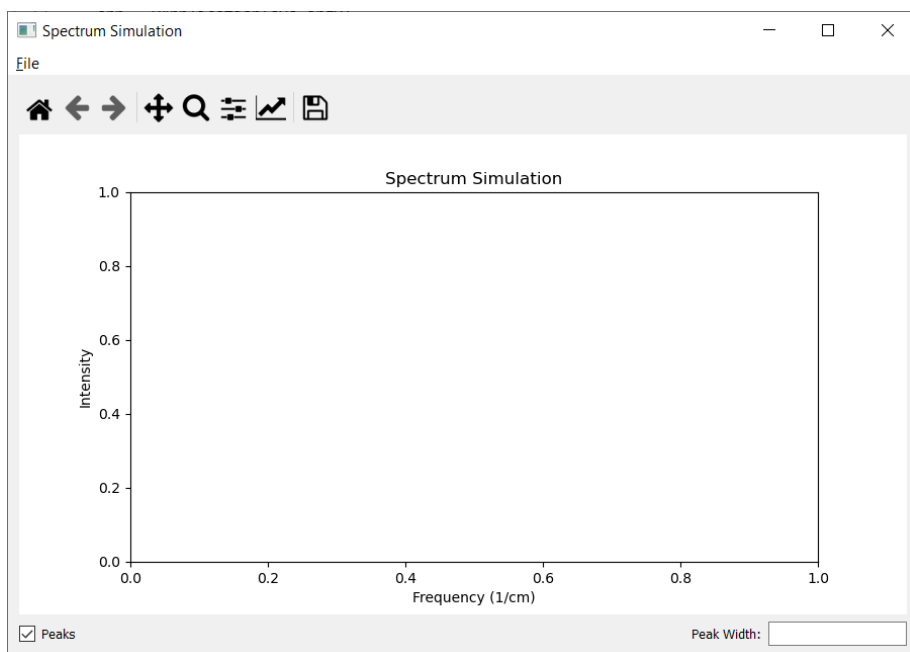 Spectrum Simulation
File
Spectrum Simulation
1.0
0.8
0.6
0.4
0.2
0.0
Intensity
0.0 0.2 0.4 0.6 0.8 1.0
Frequency (1/cm)
Peaks Peak Width: